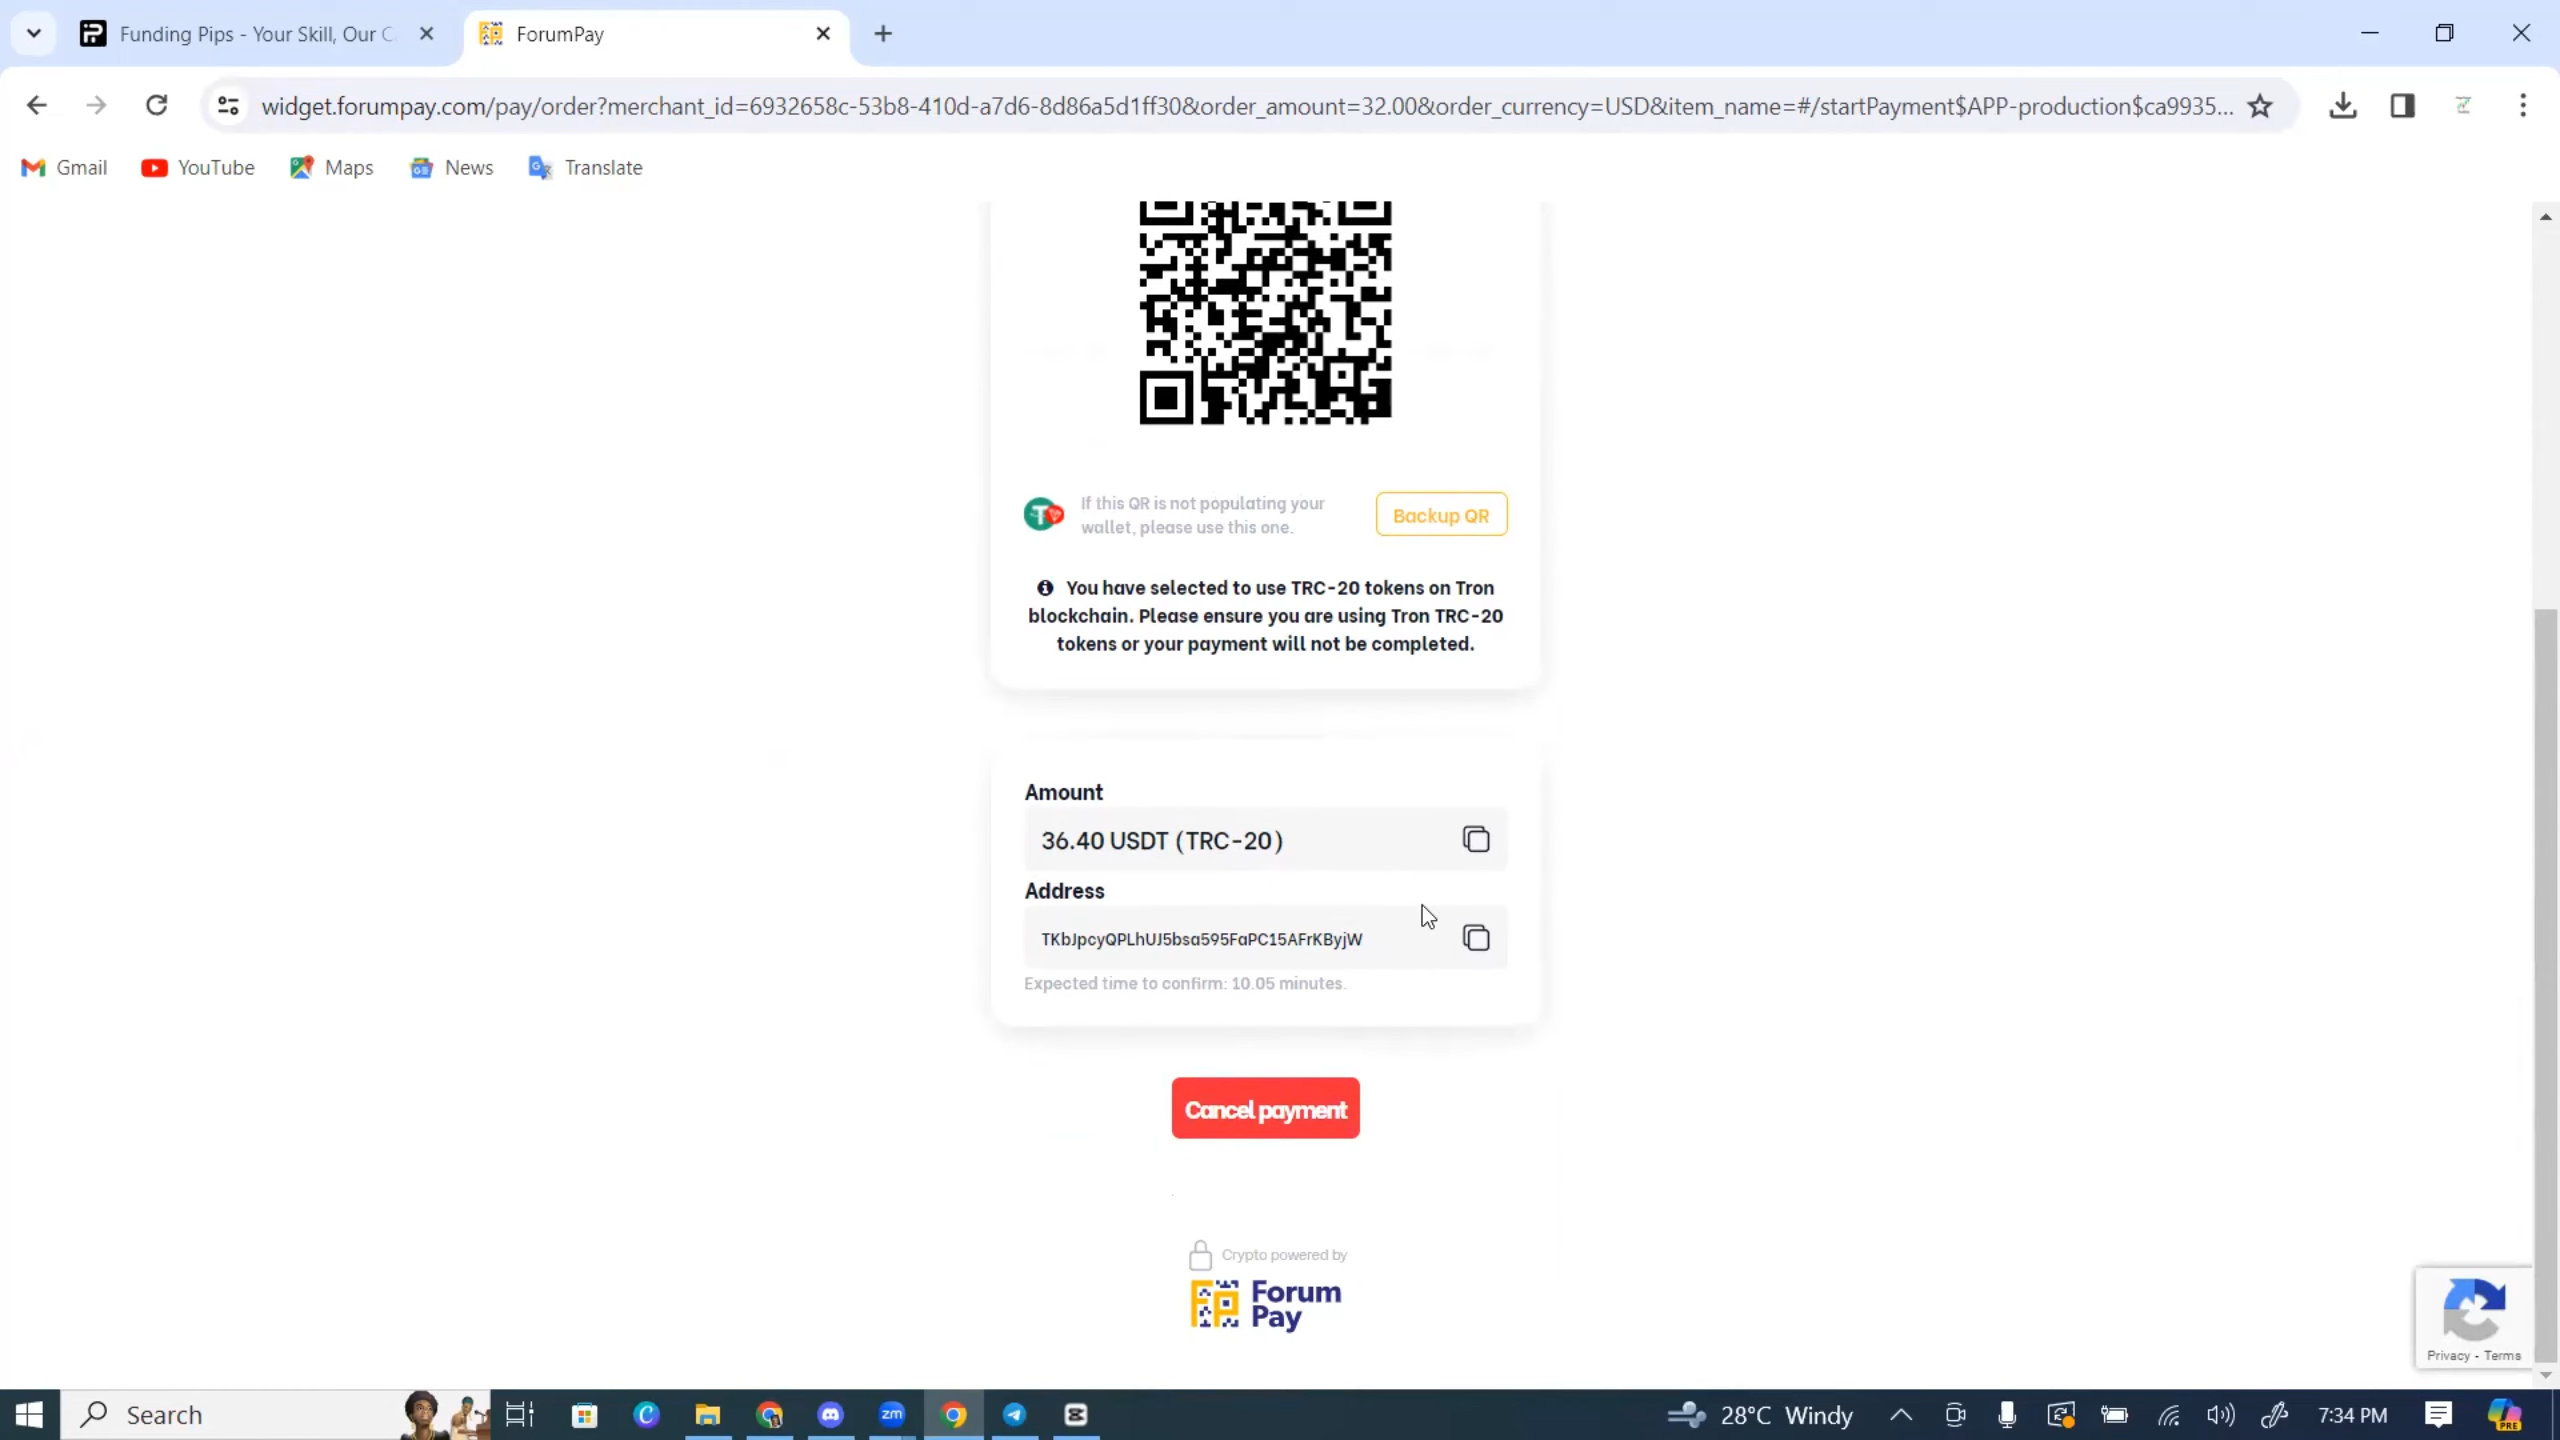 Funding Pips - Your Skill, Our C
ForumPay
widget.forumpay.com/pay/order?merchant_id=6932658c-53b8-410d-a7d6-8d86a5d1ff30&order_amount=32.00&order_currency=USD&item_name=#/startPayment$APP-production$ca9935...
Gmail
YouTube
Maps
News
Translate
If this QR is not populating your
wallet, please use this one.
Backup QR
You have selected to use TRC-20 tokens on Tron
blockchain. Please ensure you are using Tron TRC-20
tokens or your payment will not be completed.
Amount
36.40 USDT (TRC-20)
Address
TKbJpcyQPLhUJ5bsa595FaPC15AFrKByjW
Expected time to confirm: 10.05 minutes.
Cancel payment
Crypto powered by
Forum
Pay
Privacy - Terms
Search
zm
28°C Windy
7:34 PM
PRE